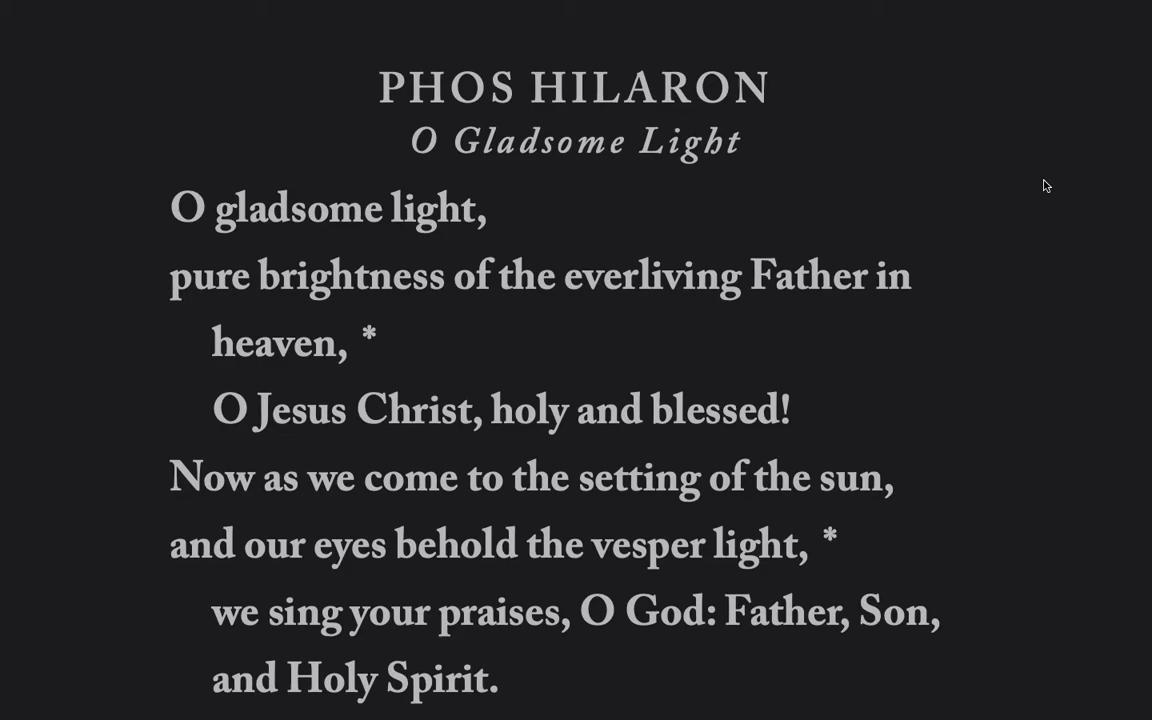 PHOS HILARON
O Gladsome Light
O gladsome light,
pure brightness of the everliving Father in
heaven, *
O Jesus Christ, holy and blessed!
Now as we come to the setting of the sun,
and our eyes behold the vesper light, *
we sing your praises, O God: Father, Son,
and Holy Spirit.